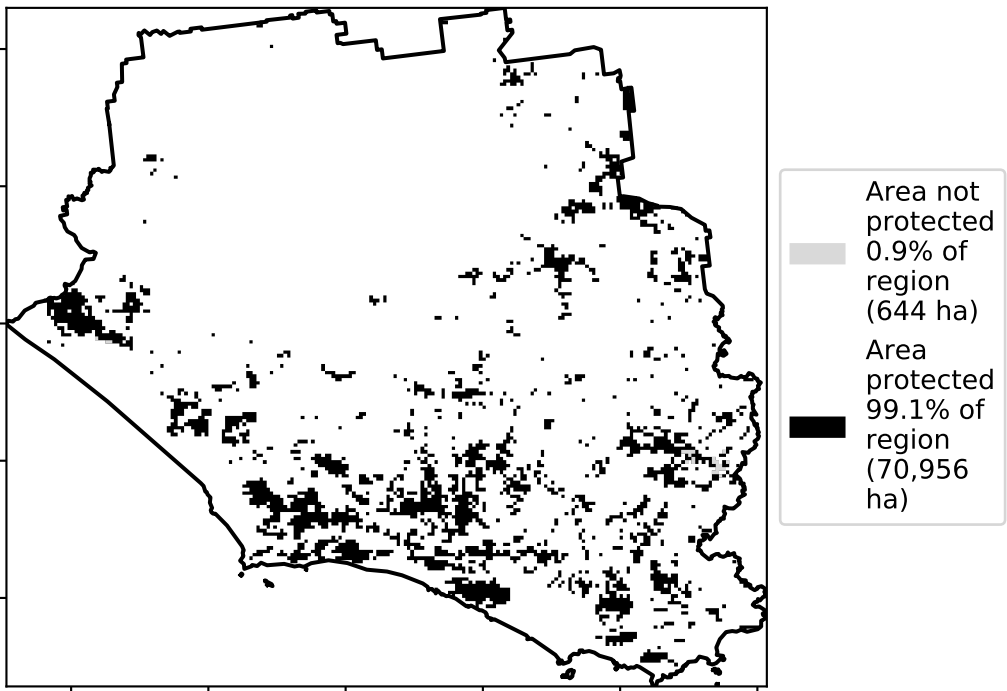 Area not
protected
0.9% of
region
(644 ha)
Area
protected
99.1% of
region
(70,956
ha)